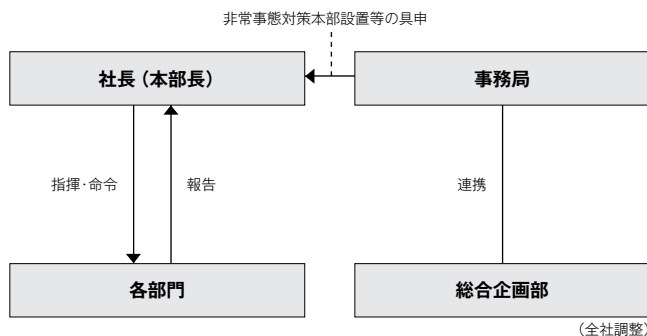 非常事態対策本部設置等の具申
社長（本部長）
事務局
指揮・命令
報告
連携
各部門
総合企画部
（全社調整）